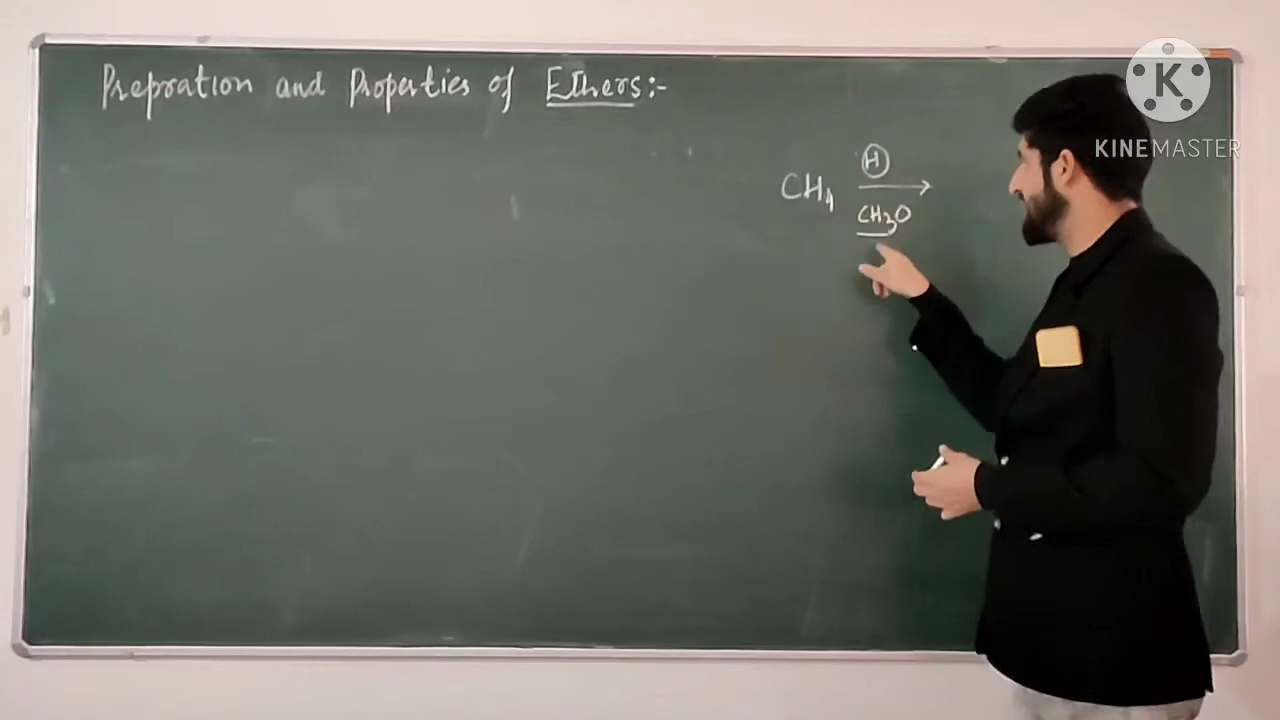 Prepration and Properties of Ethers:-
K
KINEMASTER
H
CH4
CH3O